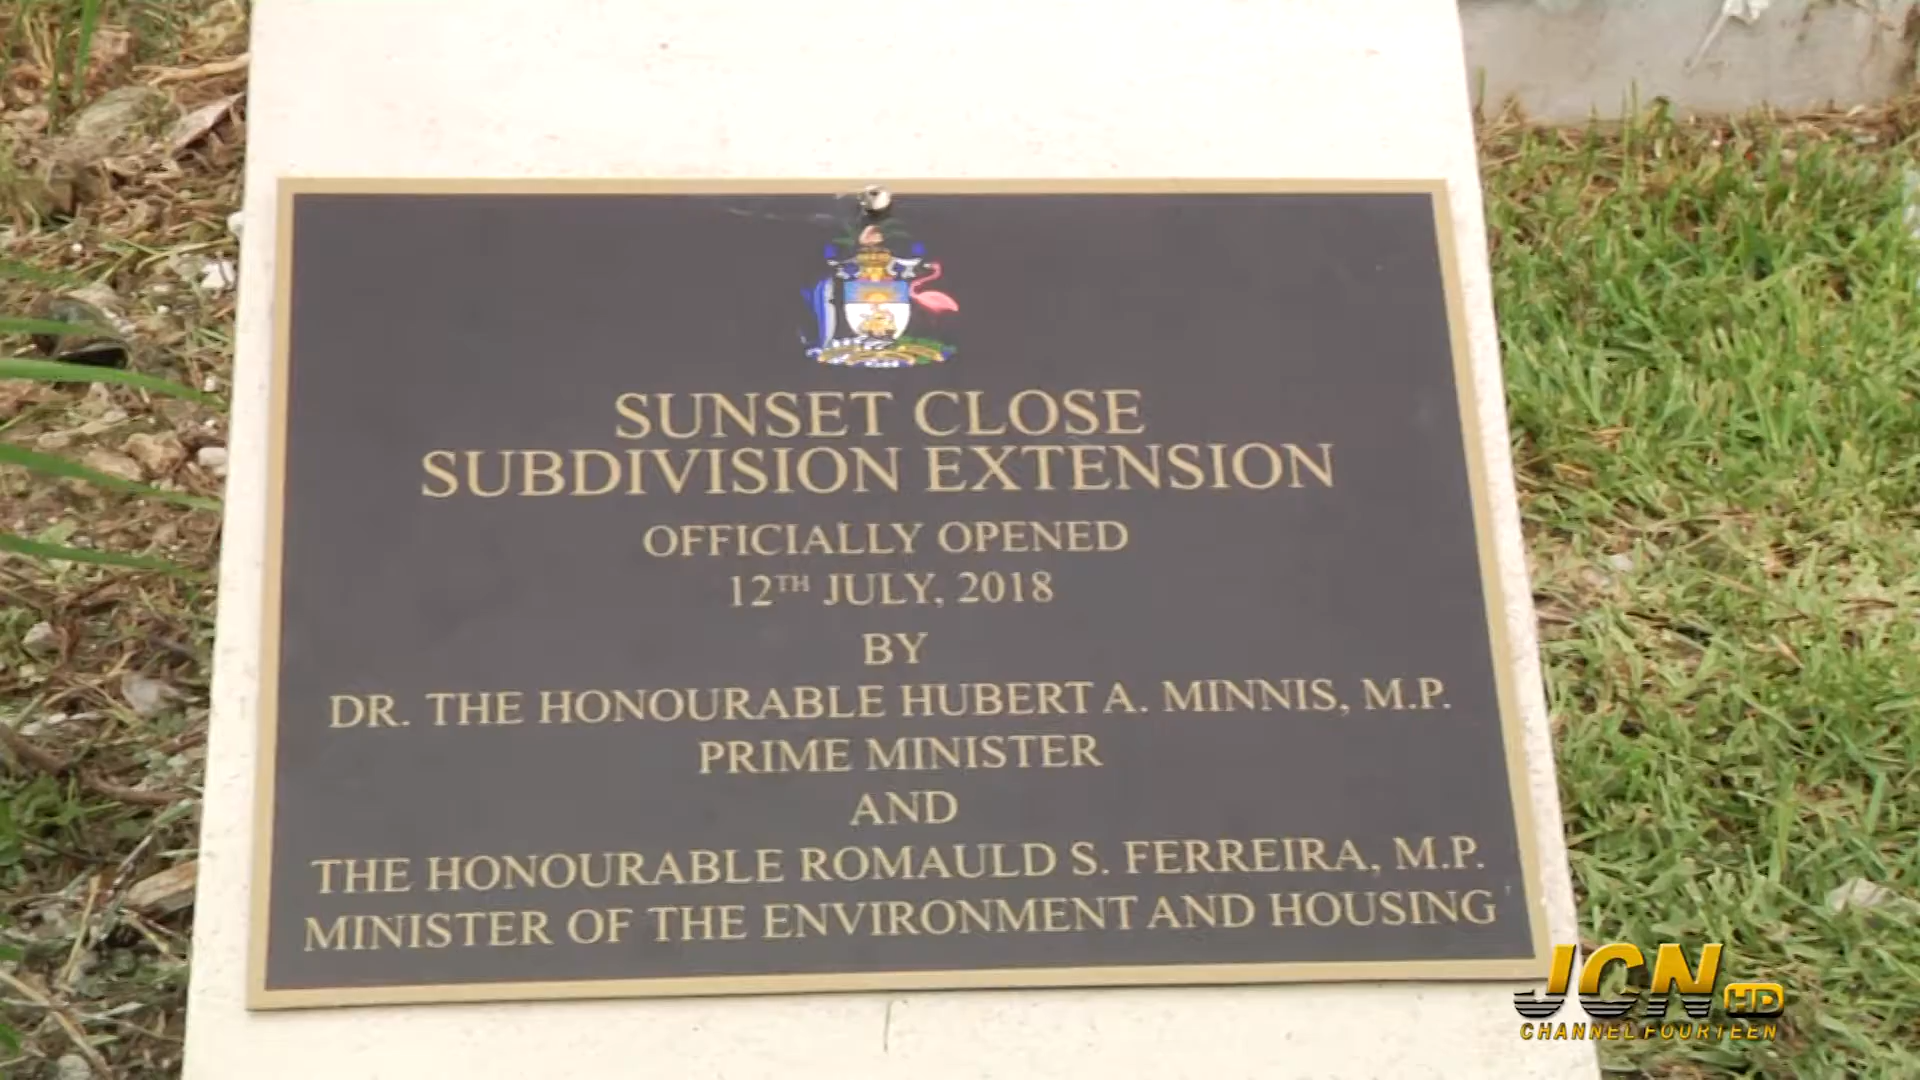 SUNSET CLOSE
SUBDIVISION EXTENSION
OFFICIALLY OPENED
12TH JULY, 2018
BY
DR. THE HONOURABLE HUBERT A. MINNIS, M.P.
PRIME MINISTER
AND
THE HONOURABLE ROMAULD S. FERREIRA, M.P.
MINISTER OF THE ENVIRONMENT AND HOUSING
JCN HD
CHANNEL FOURTEEN